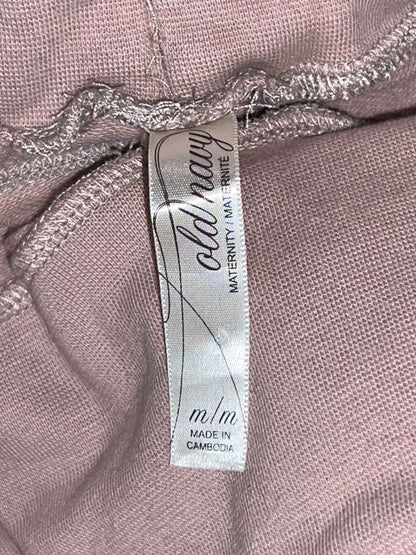 old navy
MATERNITY / MATERNITÉ
m/m
MADE IN
CAMBODIA